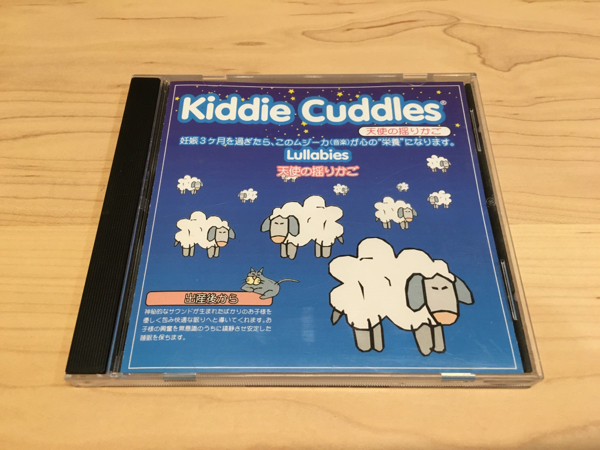 Kiddie Cuddles®
天使の揺りかご
妊娠3ヶ月を過ぎたら、このムジーカ(音楽)が心の"栄養"になります。
Lullabies
天使の揺りかご
出産後から
神秘的なサウンドが生まれたばかりのお子様を
優しく包み快適な眠りへと導いてくれます。お
子様の興奮を無意識のうちに鎮静させ安定した
睡眠を保ちます。